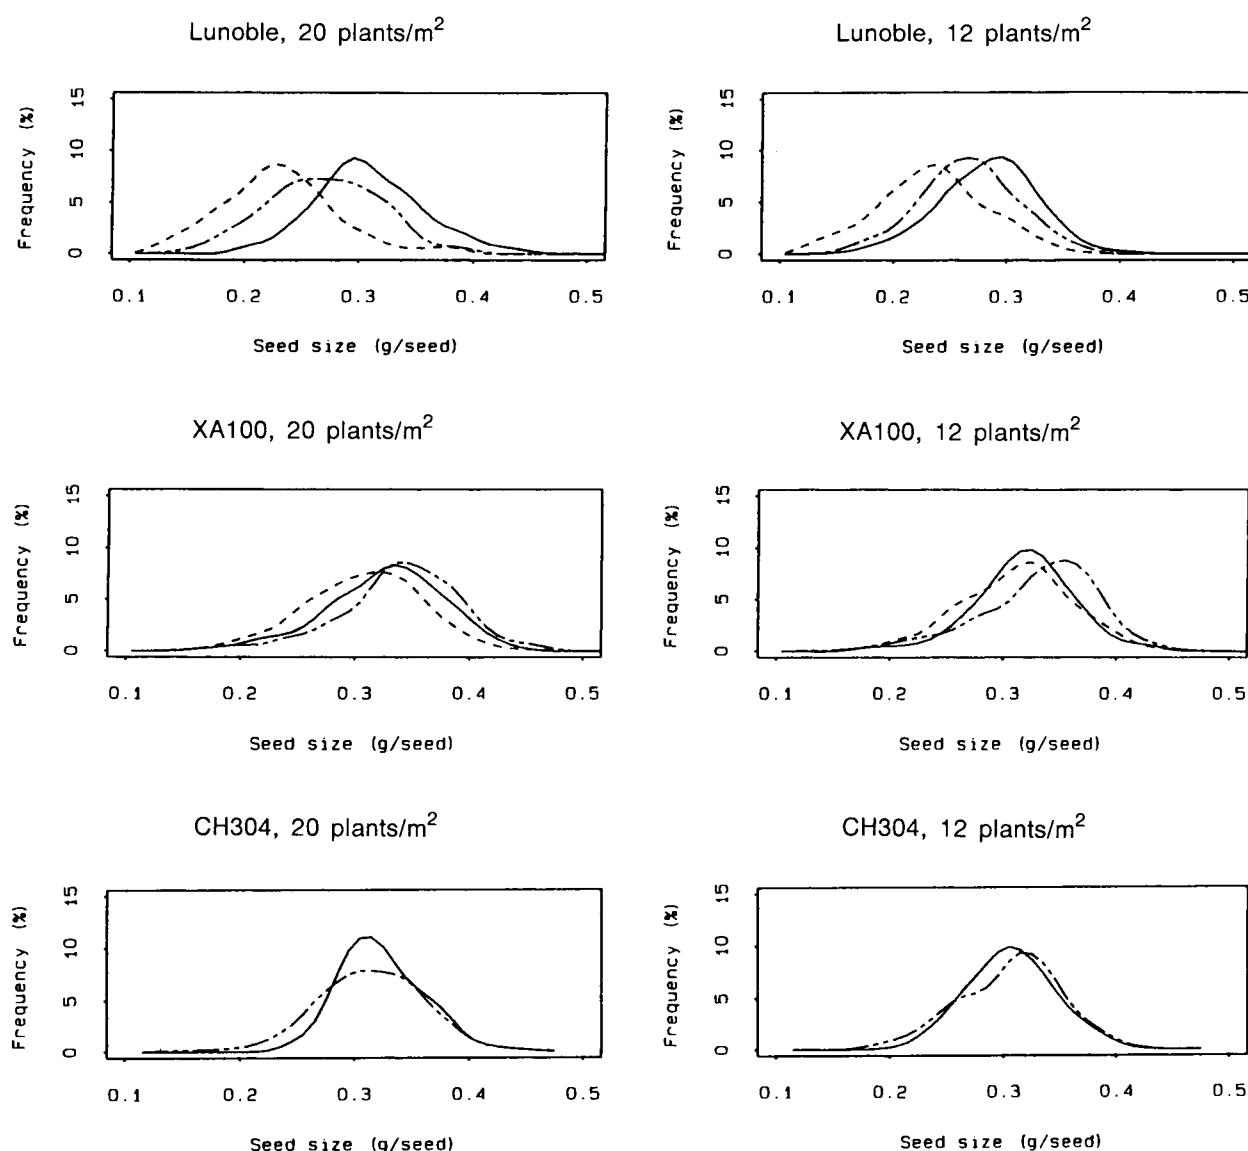 Lunoble, 20 plants/m²
Frequency (%)
0 5 10 15
0.1 0.2 0.3 0.4 0.5
Seed size (g/seed)
Lunoble, 12 plants/m²
Frequency (%)
0 5 10 15
0.1 0.2 0.3 0.4 0.5
Seed size (g/seed)
XA100, 20 plants/m²
Frequency (%)
0 5 10 15
0.1 0.2 0.3 0.4 0.5
Seed size (g/seed)
XA100, 12 plants/m²
Frequency (%)
0 5 10 15
0.1 0.2 0.3 0.4 0.5
Seed size (g/seed)
CH304, 20 plants/m²
Frequency (%)
0 5 10 15
0.1 0.2 0.3 0.4 0.5
Seed size (g/seed)
CH304, 12 plants/m²
Frequency (%)
0 5 10 15
0.1 0.2 0.3 0.4 0.5
Seed size (g/seed)